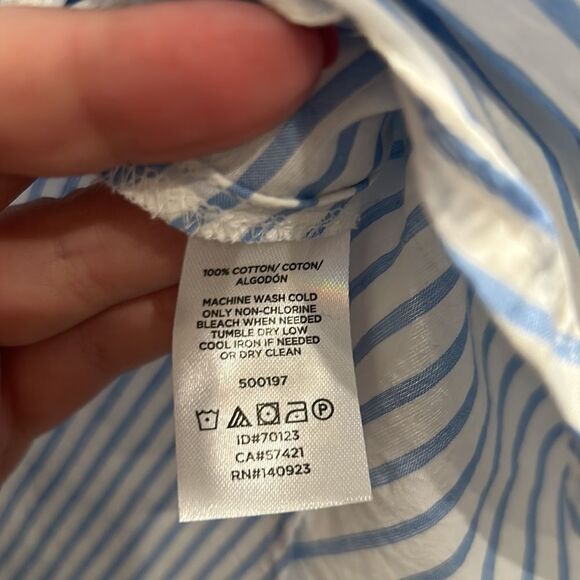 100% COTTON/ COTON/
ALGODÓN
MACHINE WASH COLD
ONLY NON-CHLORINE
BLEACH WHEN NEEDED
TUMBLE DRY LOW
COOL IRON IF NEEDED
OR DRY CLEAN
500197
P
ID#70123
CA#57421
RN#140923